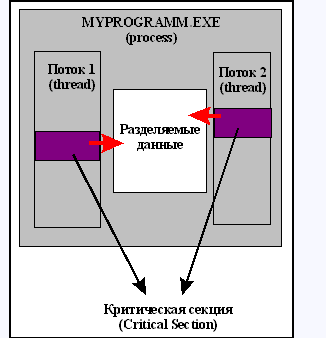 MYPROGRAMM.EXE
(process)
Поток 1
(thread)
Поток 2
(thread)
Разделяемые
данные
Критическая секция
(Critical Section)